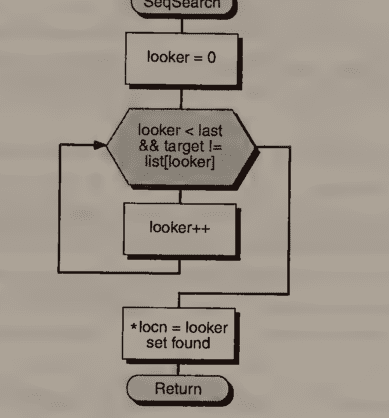 SeqSearch
looker = 0
looker < last
&& target !=
list[looker]
looker++
*locn = looker
set found
Return